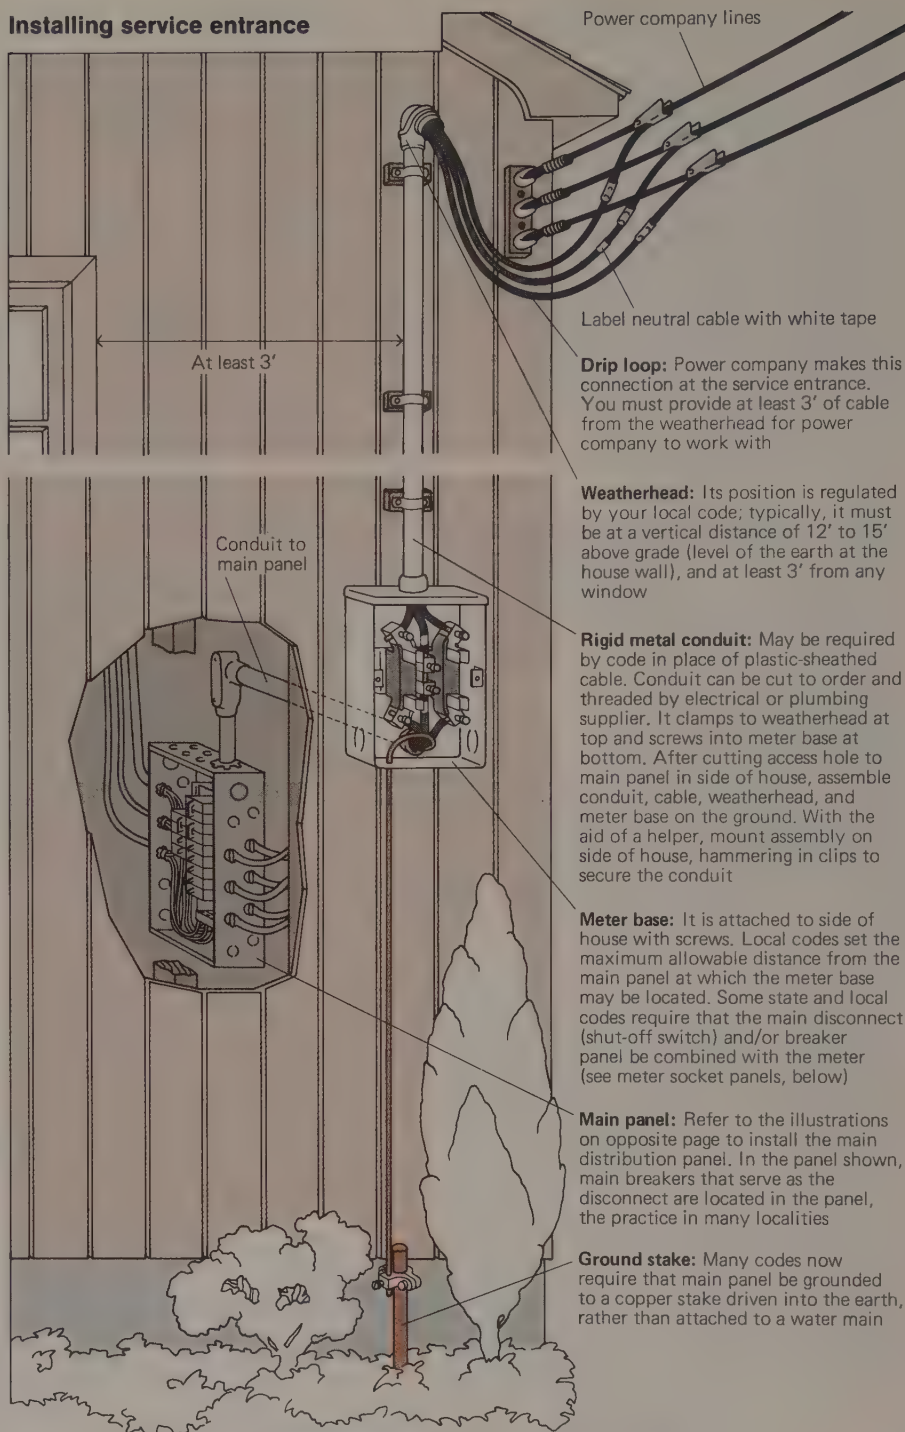 Installing service entrance
Power company lines
Label neutral cable with white tape
At least 3′
Drip loop: Power company makes this
connection at the service entrance.
You must provide at least 3′ of cable
from the weatherhead for power
company to work with
Weatherhead: Its position is regulated
by your local code; typically, it must
be at a vertical distance of 12′ to 15′
above grade (level of the earth at the
house wall), and at least 3′ from any
window
Conduit to
main panel
Rigid metal conduit: May be required
by code in place of plastic-sheathed
cable. Conduit can be cut to order and
threaded by electrical or plumbing
supplier. It clamps to weatherhead at
top and screws into meter base at
bottom. After cutting access hole to
main panel in side of house, assemble
conduit, cable, weatherhead, and
meter base on the ground. With the
aid of a helper, mount assembly on
side of house, hammering in clips to
secure the conduit
Meter base: It is attached to side of
house with screws. Local codes set the
maximum allowable distance from the
main panel at which the meter base
may be located. Some state and local
codes require that the main disconnect
(shut-off switch) and/or breaker
panel be combined with the meter
(see meter socket panels, below)
Main panel: Refer to the illustrations
on opposite page to install the main
distribution panel. In the panel shown,
main breakers that serve as the
disconnect are located in the panel,
the practice in many localities
Ground stake: Many codes now
require that main panel be grounded
to a copper stake driven into the earth,
rather than attached to a water main